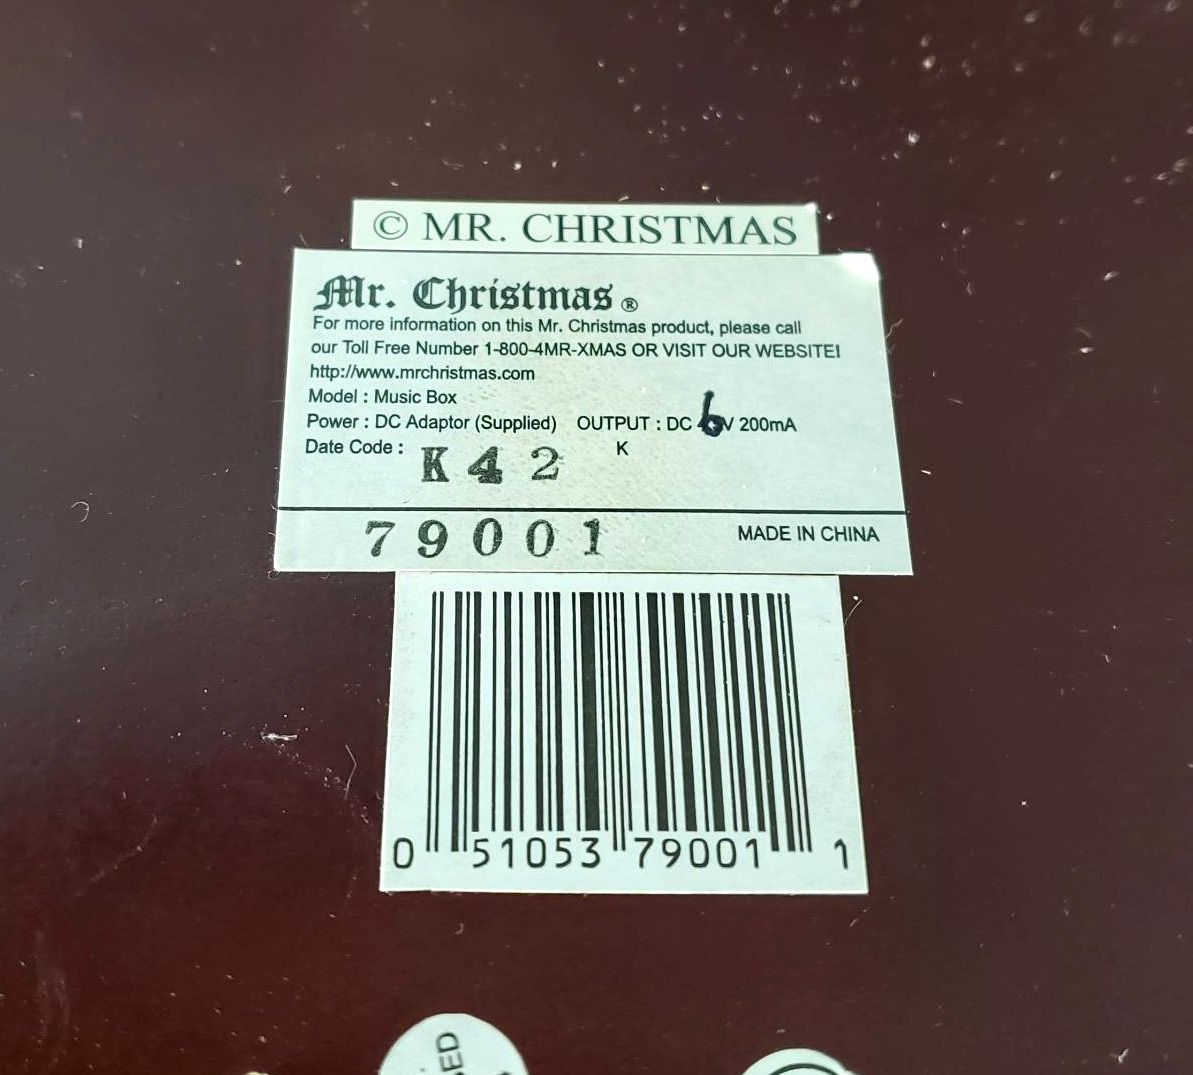 © MR. CHRISTMAS
Mr. Christmas ®
For more information on this Mr. Christmas product, please call
our Toll Free Number 1-800-4MR-XMAS OR VISIT OUR WEBSITE!
http://www.mrchristmas.com
Model : Music Box
Power : DC Adaptor (Supplied) OUTPUT : DC 6V 200mA
Date Code : K42 K
79001 MADE IN CHINA
0 51053 79001 1